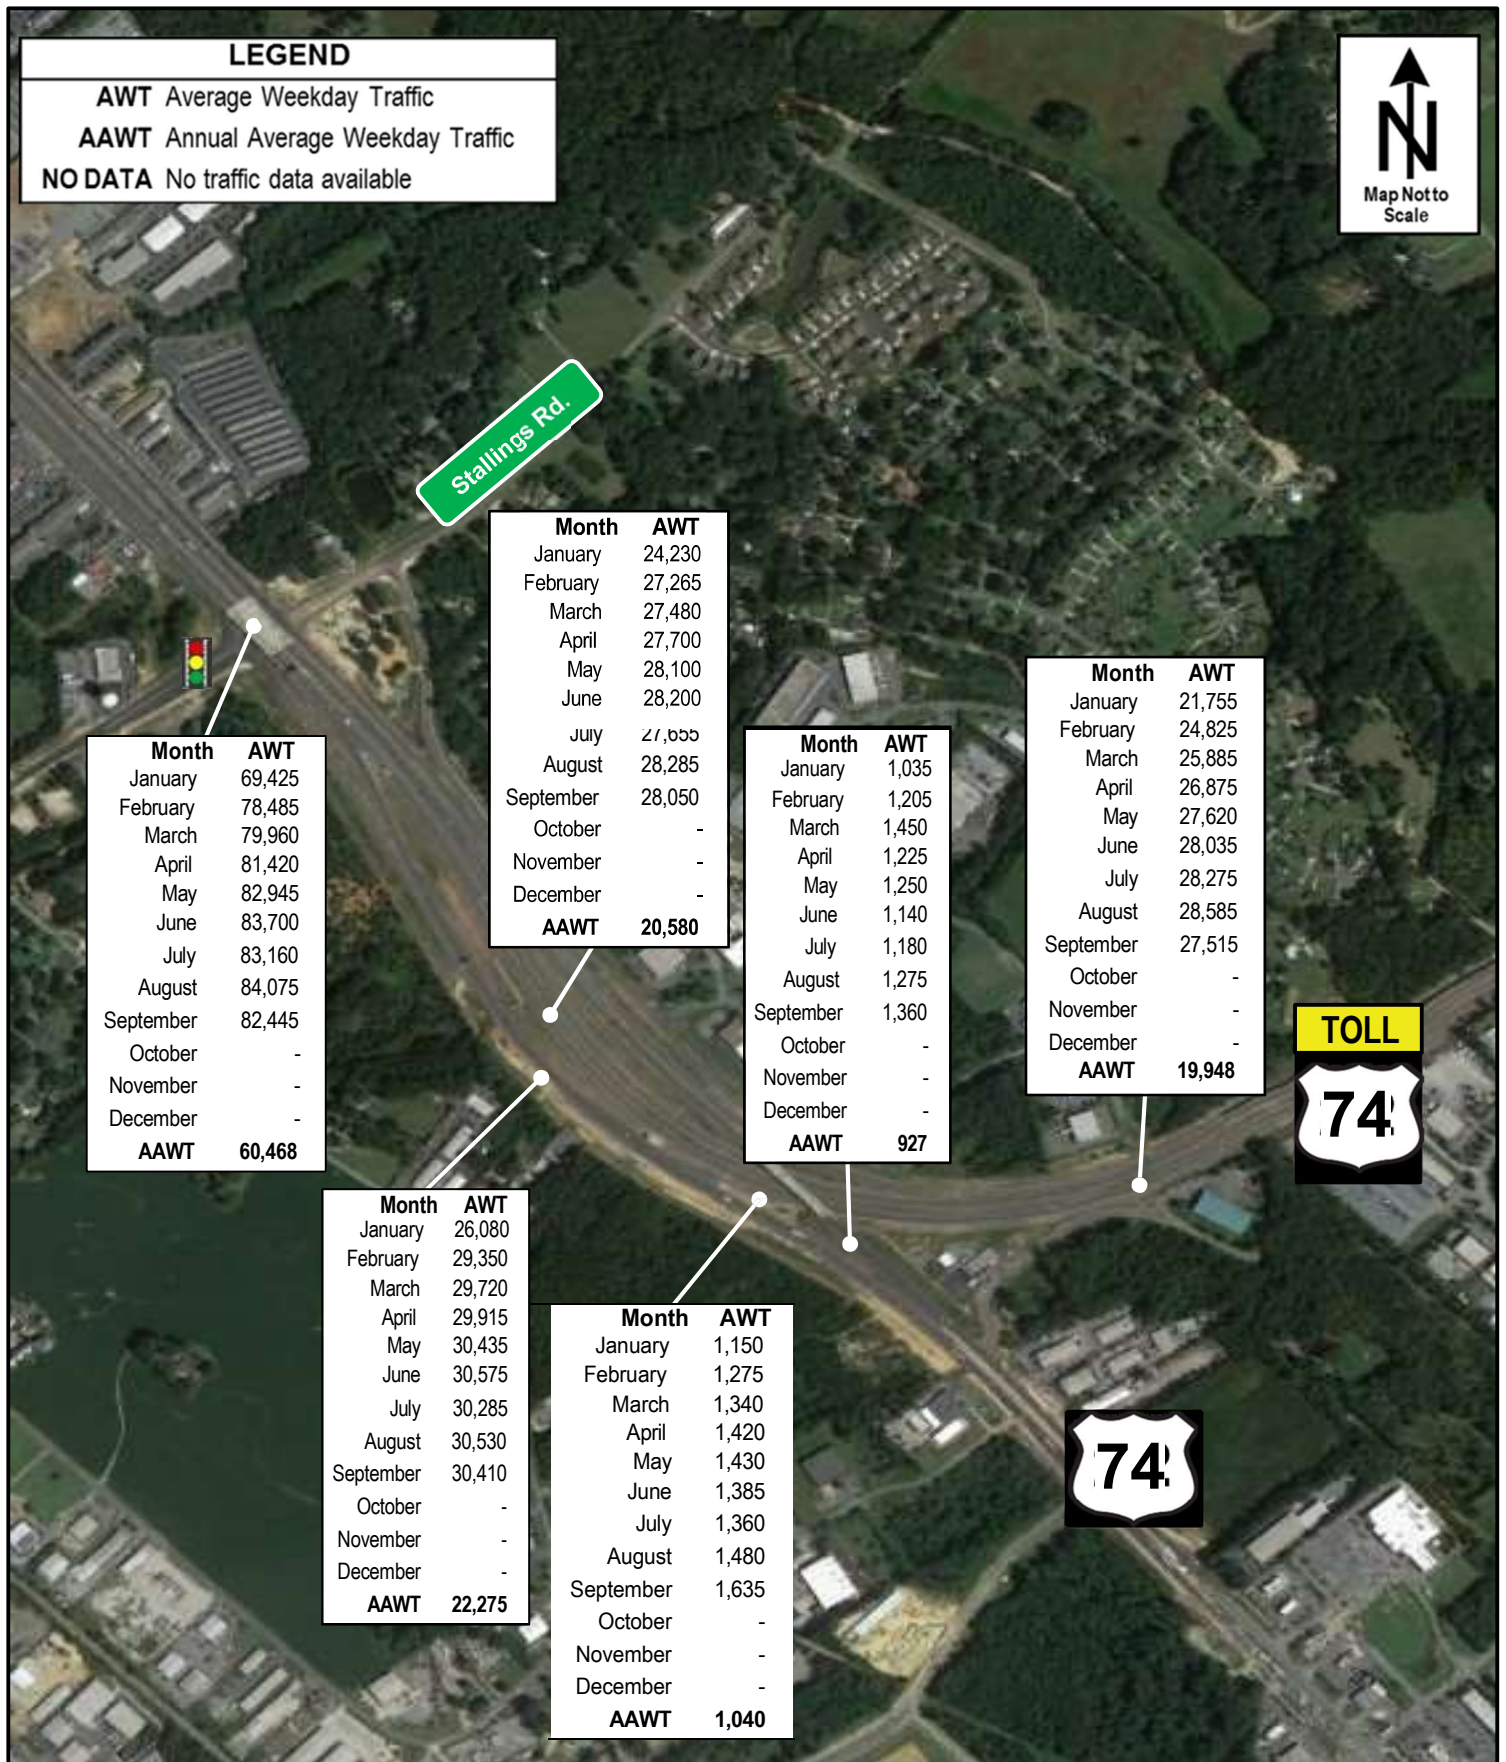 LEGEND
AWT Average Weekday Traffic
AAWT Annual Average Weekday Traffic
NO DATA No traffic data available
N
Map Not to
Scale
Stallings Rd.
Month AWT
January 24,230
February 27,265
March 27,480
April 27,700
May 28,100
June 28,200
July 27,655
August 28,285
September 28,050
October -
November -
December -
AAWT 20,580
Month AWT
January 21,755
February 24,825
March 25,885
April 26,875
May 27,620
June 28,035
July 28,275
August 28,585
September 27,515
October -
November -
December -
AAWT 19,948
Month AWT
January 1,035
February 1,205
March 1,450
April 1,225
May 1,250
June 1,140
July 1,180
August 1,275
September 1,360
October -
November -
December -
AAWT 927
Month AWT
January 69,425
February 78,485
March 79,960
April 81,420
May 82,945
June 83,700
July 83,160
August 84,075
September 82,445
October -
November -
December -
AAWT 60,468
TOLL
74
Month AWT
January 26,080
February 29,350
March 29,720
April 29,915
May 30,435
June 30,575
July 30,285
August 30,530
September 30,410
October -
November -
December -
AAWT 22,275
Month AWT
January 1,150
February 1,275
March 1,340
April 1,420
May 1,430
June 1,385
July 1,360
August 1,480
September 1,635
October -
November -
December -
AAWT 1,040
74